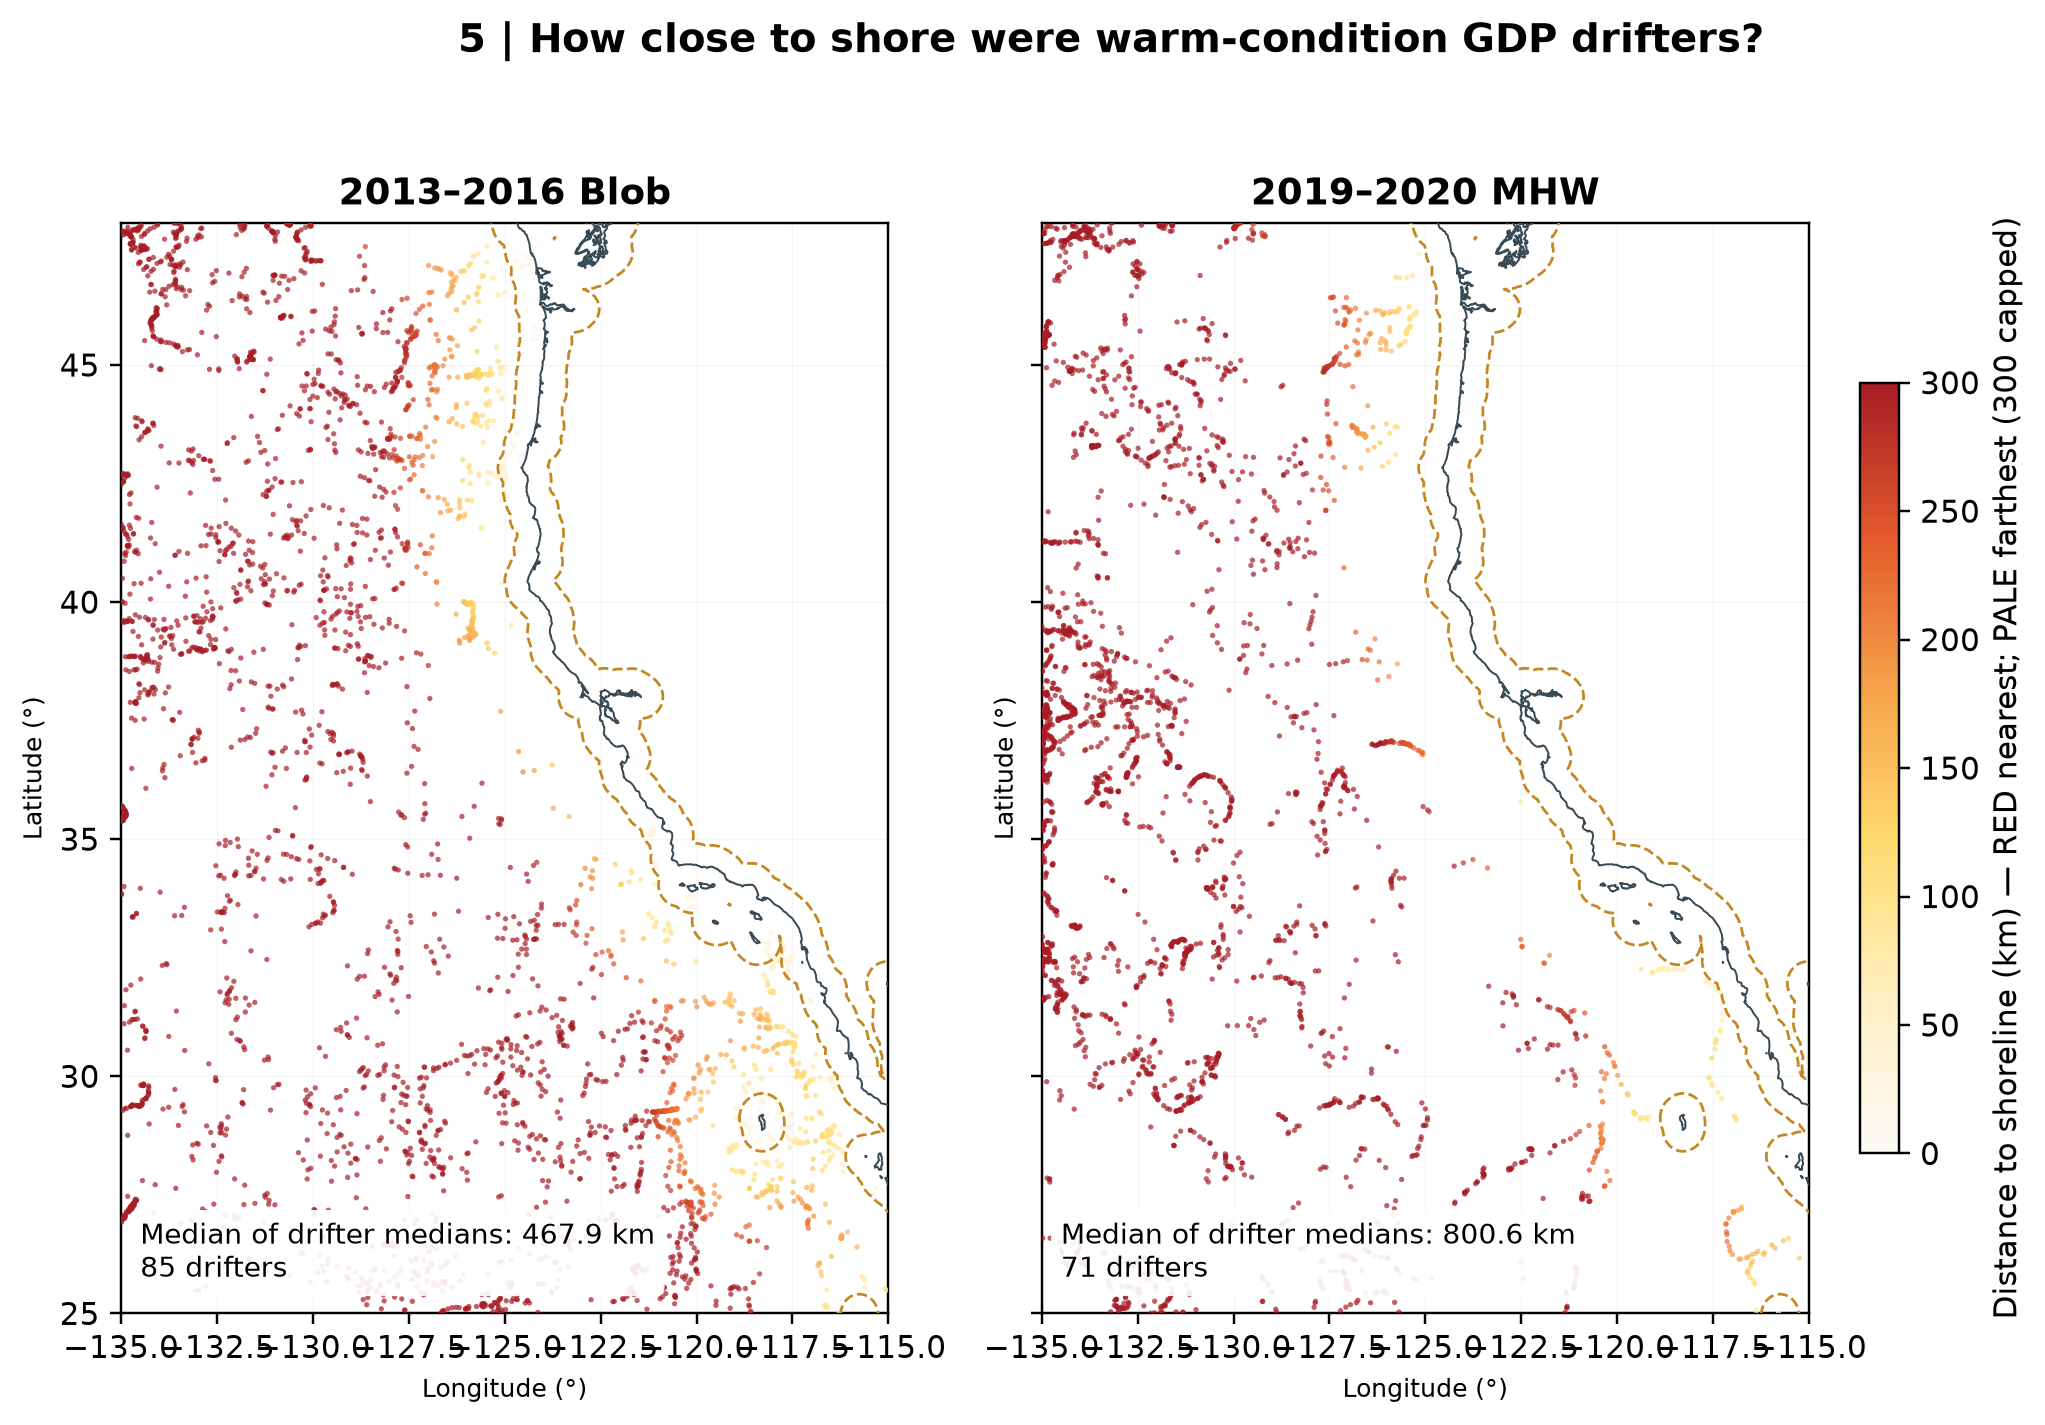 5 | How close to shore were warm-condition GDP drifters?
2013–2016 Blob
2019–2020 MHW
Latitude (°)
45
40
35
30
25
Median of drifter medians: 467.9 km
85 drifters
−135.0 −132.5 −130.0 −127.5 −125.0 −122.5 −120.0 −117.5 −115.0
Longitude (°)
Latitude (°)
Median of drifter medians: 800.6 km
71 drifters
−135.0 −132.5 −130.0 −127.5 −125.0 −122.5 −120.0 −117.5 −115.0
Longitude (°)
300
250
200
150
100
50
0
Distance to shoreline (km) — RED nearest; PALE farthest (300 capped)